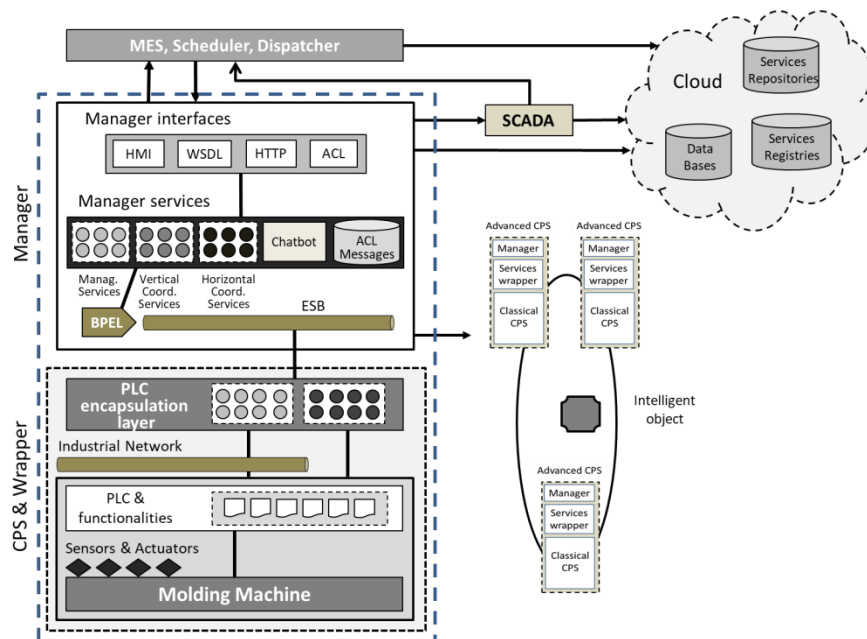 MES, Scheduler, Dispatcher
Cloud
Services
Repositories
Data
Bases
Services
Registries
SCADA
Manager
Manager interfaces
HMI WSDL HTTP ACL
Manager services
Chatbot
ACL
Messages
Manag.
Services
Vertical
Coord.
Services
Horizontal
Coord.
Services
BPEL
ESB
CPS & Wrapper
PLC
encapsulation
layer
Industrial Network
PLC &
functionalities
Sensors & Actuators
Molding Machine
Advanced CPS
Manager
Services
wrapper
Classical
CPS
Advanced CPS
Manager
Services
wrapper
Classical
CPS
Intelligent
object
Advanced CPS
Manager
Services
wrapper
Classical
CPS